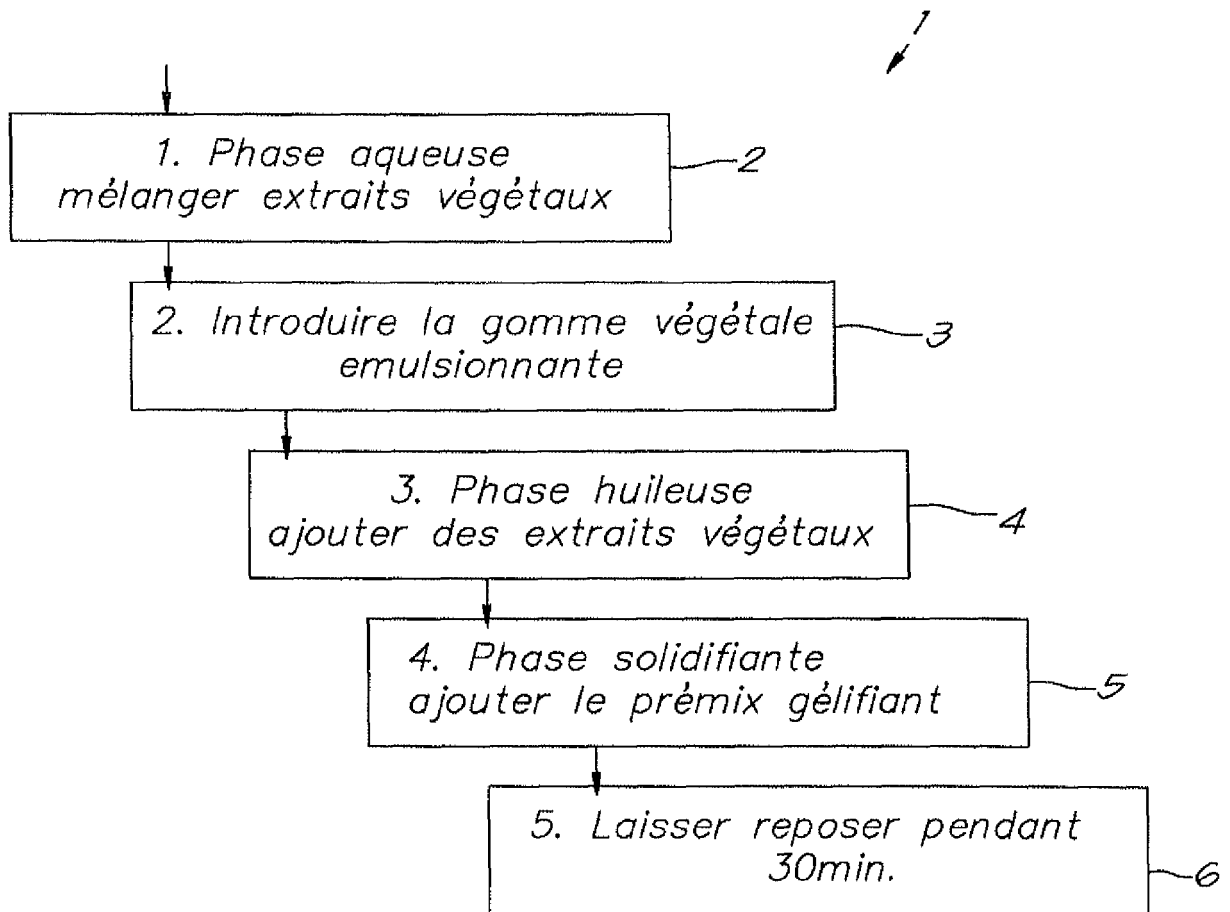 1
1. Phase aqueuse
mélanger extraits végétaux
2
2. Introduire la gomme végétale
emulsionnante
3
3. Phase huileuse
ajouter des extraits végétaux
4
4. Phase solidifiante
ajouter le prémix gélifiant
5
5. Laisser reposer pendant
30min.
6